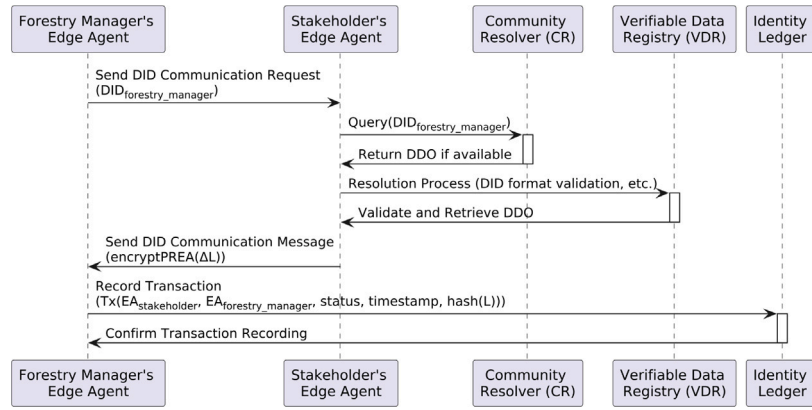 Forestry Manager's
Edge Agent
Stakeholder's
Edge Agent
Community
Resolver (CR)
Verifiable Data
Registry (VDR)
Identity
Ledger
Send DID Communication Request
(DIDforestry_manager)
Query(DIDforestry_manager)
Return DDO if available
Resolution Process (DID format validation, etc.)
Validate and Retrieve DDO
Send DID Communication Message
(encryptPREA(ΔL))
Record Transaction
(Tx(EAstakeholder, EAforestry_manager, status, timestamp, hash(L)))
Confirm Transaction Recording
Forestry Manager's
Edge Agent
Stakeholder's
Edge Agent
Community
Resolver (CR)
Verifiable Data
Registry (VDR)
Identity
Ledger